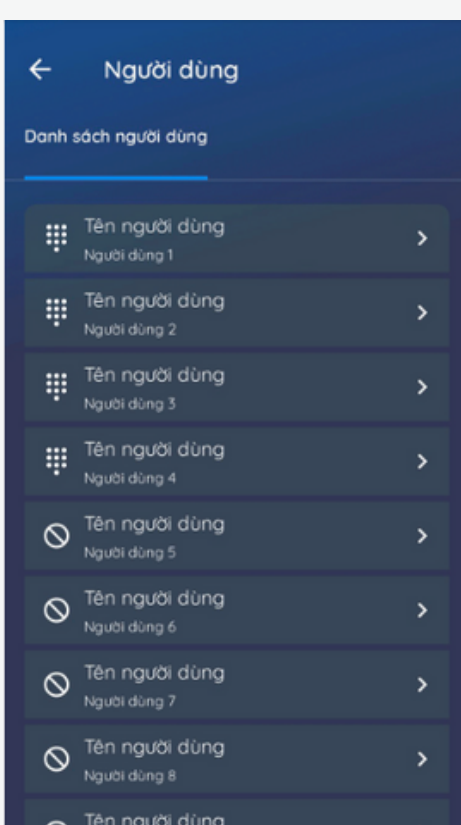 Người dùng
Danh sách người dùng
Tên người dùng
Người dùng 1
Tên người dùng
Người dùng 2
Tên người dùng
Người dùng 3
Tên người dùng
Người dùng 4
Tên người dùng
Người dùng 5
Tên người dùng
Người dùng 6
Tên người dùng
Người dùng 7
Tên người dùng
Người dùng 8
Tên người dùng